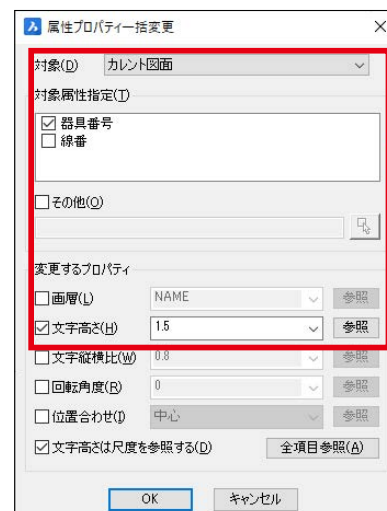 属性プロパティー括変更
対象(D) カレント図面
対象属性指定(T)
器具番号
線番
その他(O)
変更するプロパティ
画層(L) NAME 参照
文字高さ(H) 1.5 参照
文字縦横比(W) 0.8 参照
回転角度(R) 0 参照
位置合わせ(I) 中心 参照
文字高さは尺度を参照する(D) 全項目参照(A)
OK キャンセル